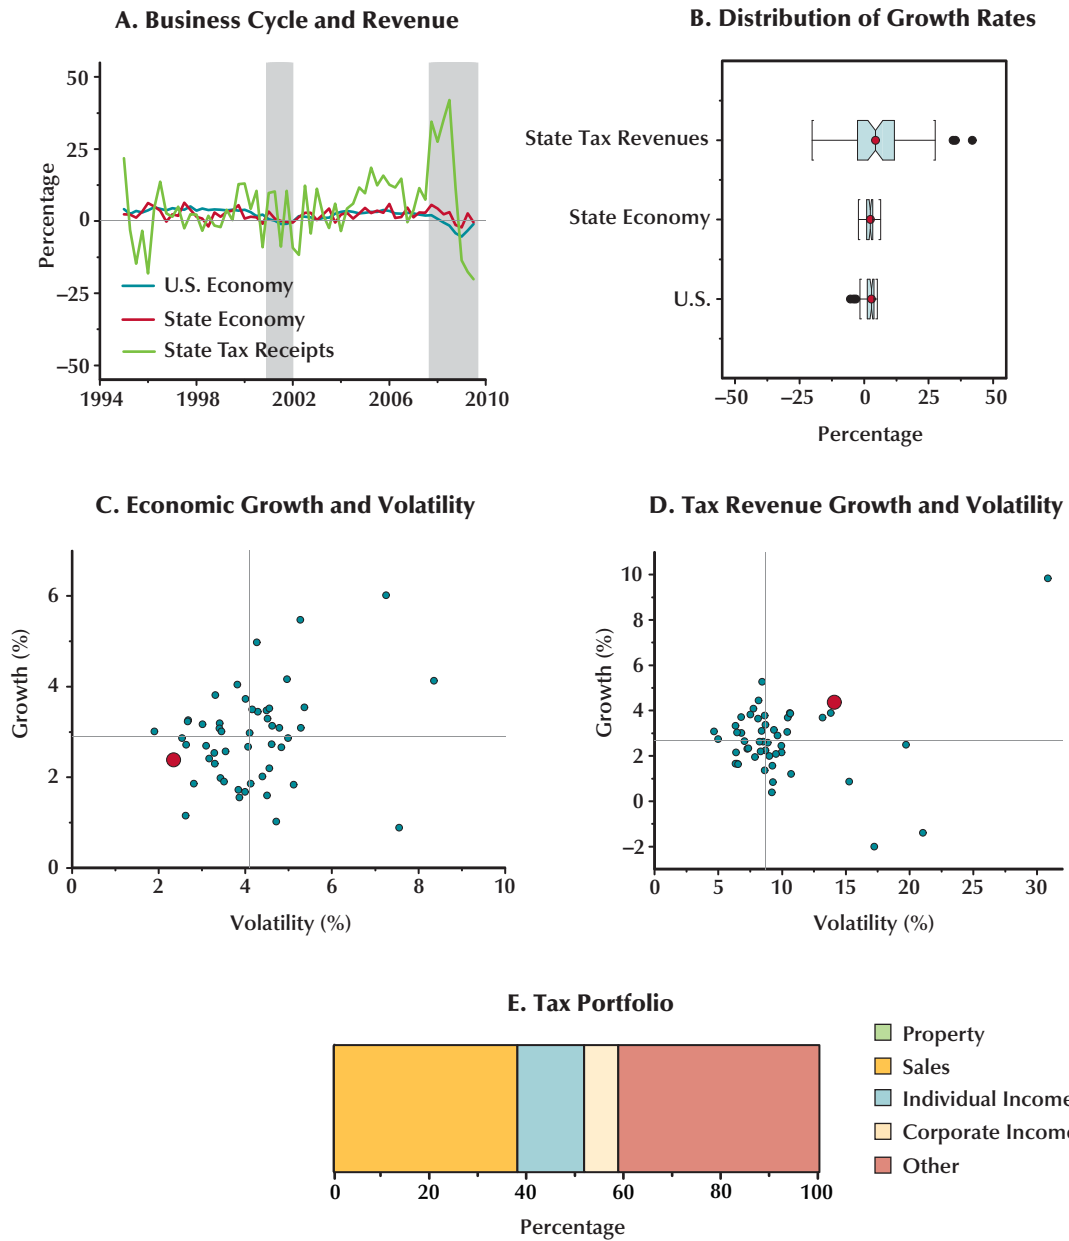 A. Business Cycle and Revenue
50
25
0
−25
−50
Percentage
U.S. Economy
State Economy
State Tax Receipts
1994
1998
2002
2006
2010
B. Distribution of Growth Rates
State Tax Revenues
State Economy
U.S.
−50
−25
0
25
50
Percentage
C. Economic Growth and Volatility
6
4
2
0
Growth (%)
0
2
4
6
8
10
Volatility (%)
D. Tax Revenue Growth and Volatility
10
8
6
4
2
0
−2
Growth (%)
0
5
10
15
20
25
30
Volatility (%)
E. Tax Portfolio
0
20
40
60
80
100
Percentage
Property
Sales
Individual Income
Corporate Income
Other